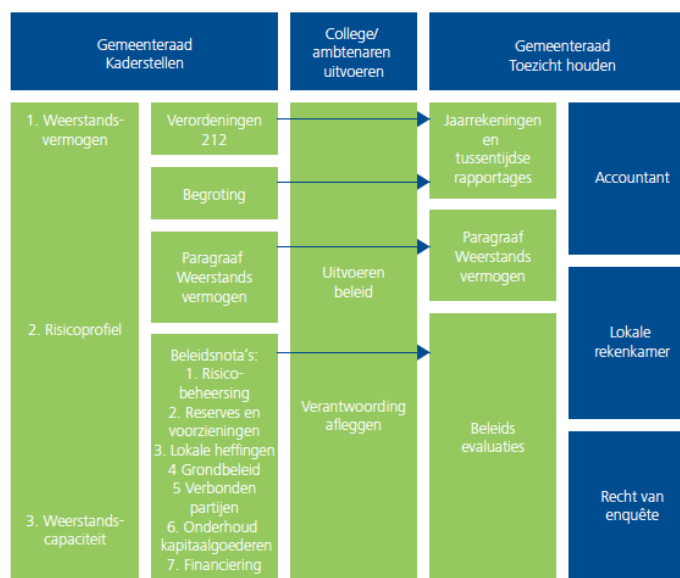 Gemeenteraad
Kaderstellen
College/
ambtenaren
uitvoeren
Gemeenteraad
Toezicht houden
1. Weerstands-
vermogen
2. Risicoprofiel
3. Weerstands-
capaciteit
Verordeningen
212
Begroting
Paragraaf
Weerstands
vermogen
Beleidsnota's:
1. Risico-
beheersing
2. Reserves en
voorzieningen
3. Lokale heffingen
4 Grondbeleid
5 Verbonden
partijen
6. Onderhoud
kapitaalgoederen
7. Financiering
Uitvoeren
beleid
Verantwoording
afleggen
Jaarrekeningen
en
tussentijdse
rapportages
Paragraaf
Weerstands
vermogen
Beleids
evaluaties
Accountant
Lokale
rekenkamer
Recht van
enquête